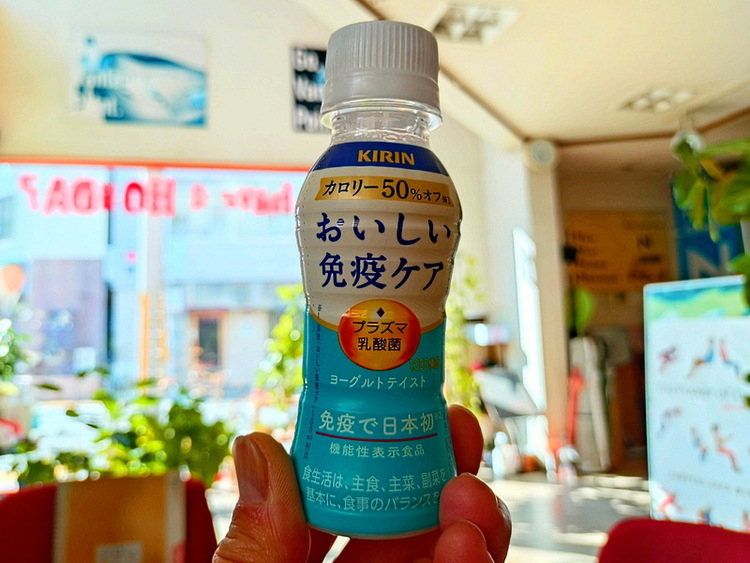 KIRIN
カロリー50%オフ
おいしい
免疫ケア
プラズマ
乳酸菌
ヨーグルトテイスト
免疫で日本初
機能性表示食品
食生活は、主食、主菜、副菜を
基本に、食事のバランスを
have a HONDA?